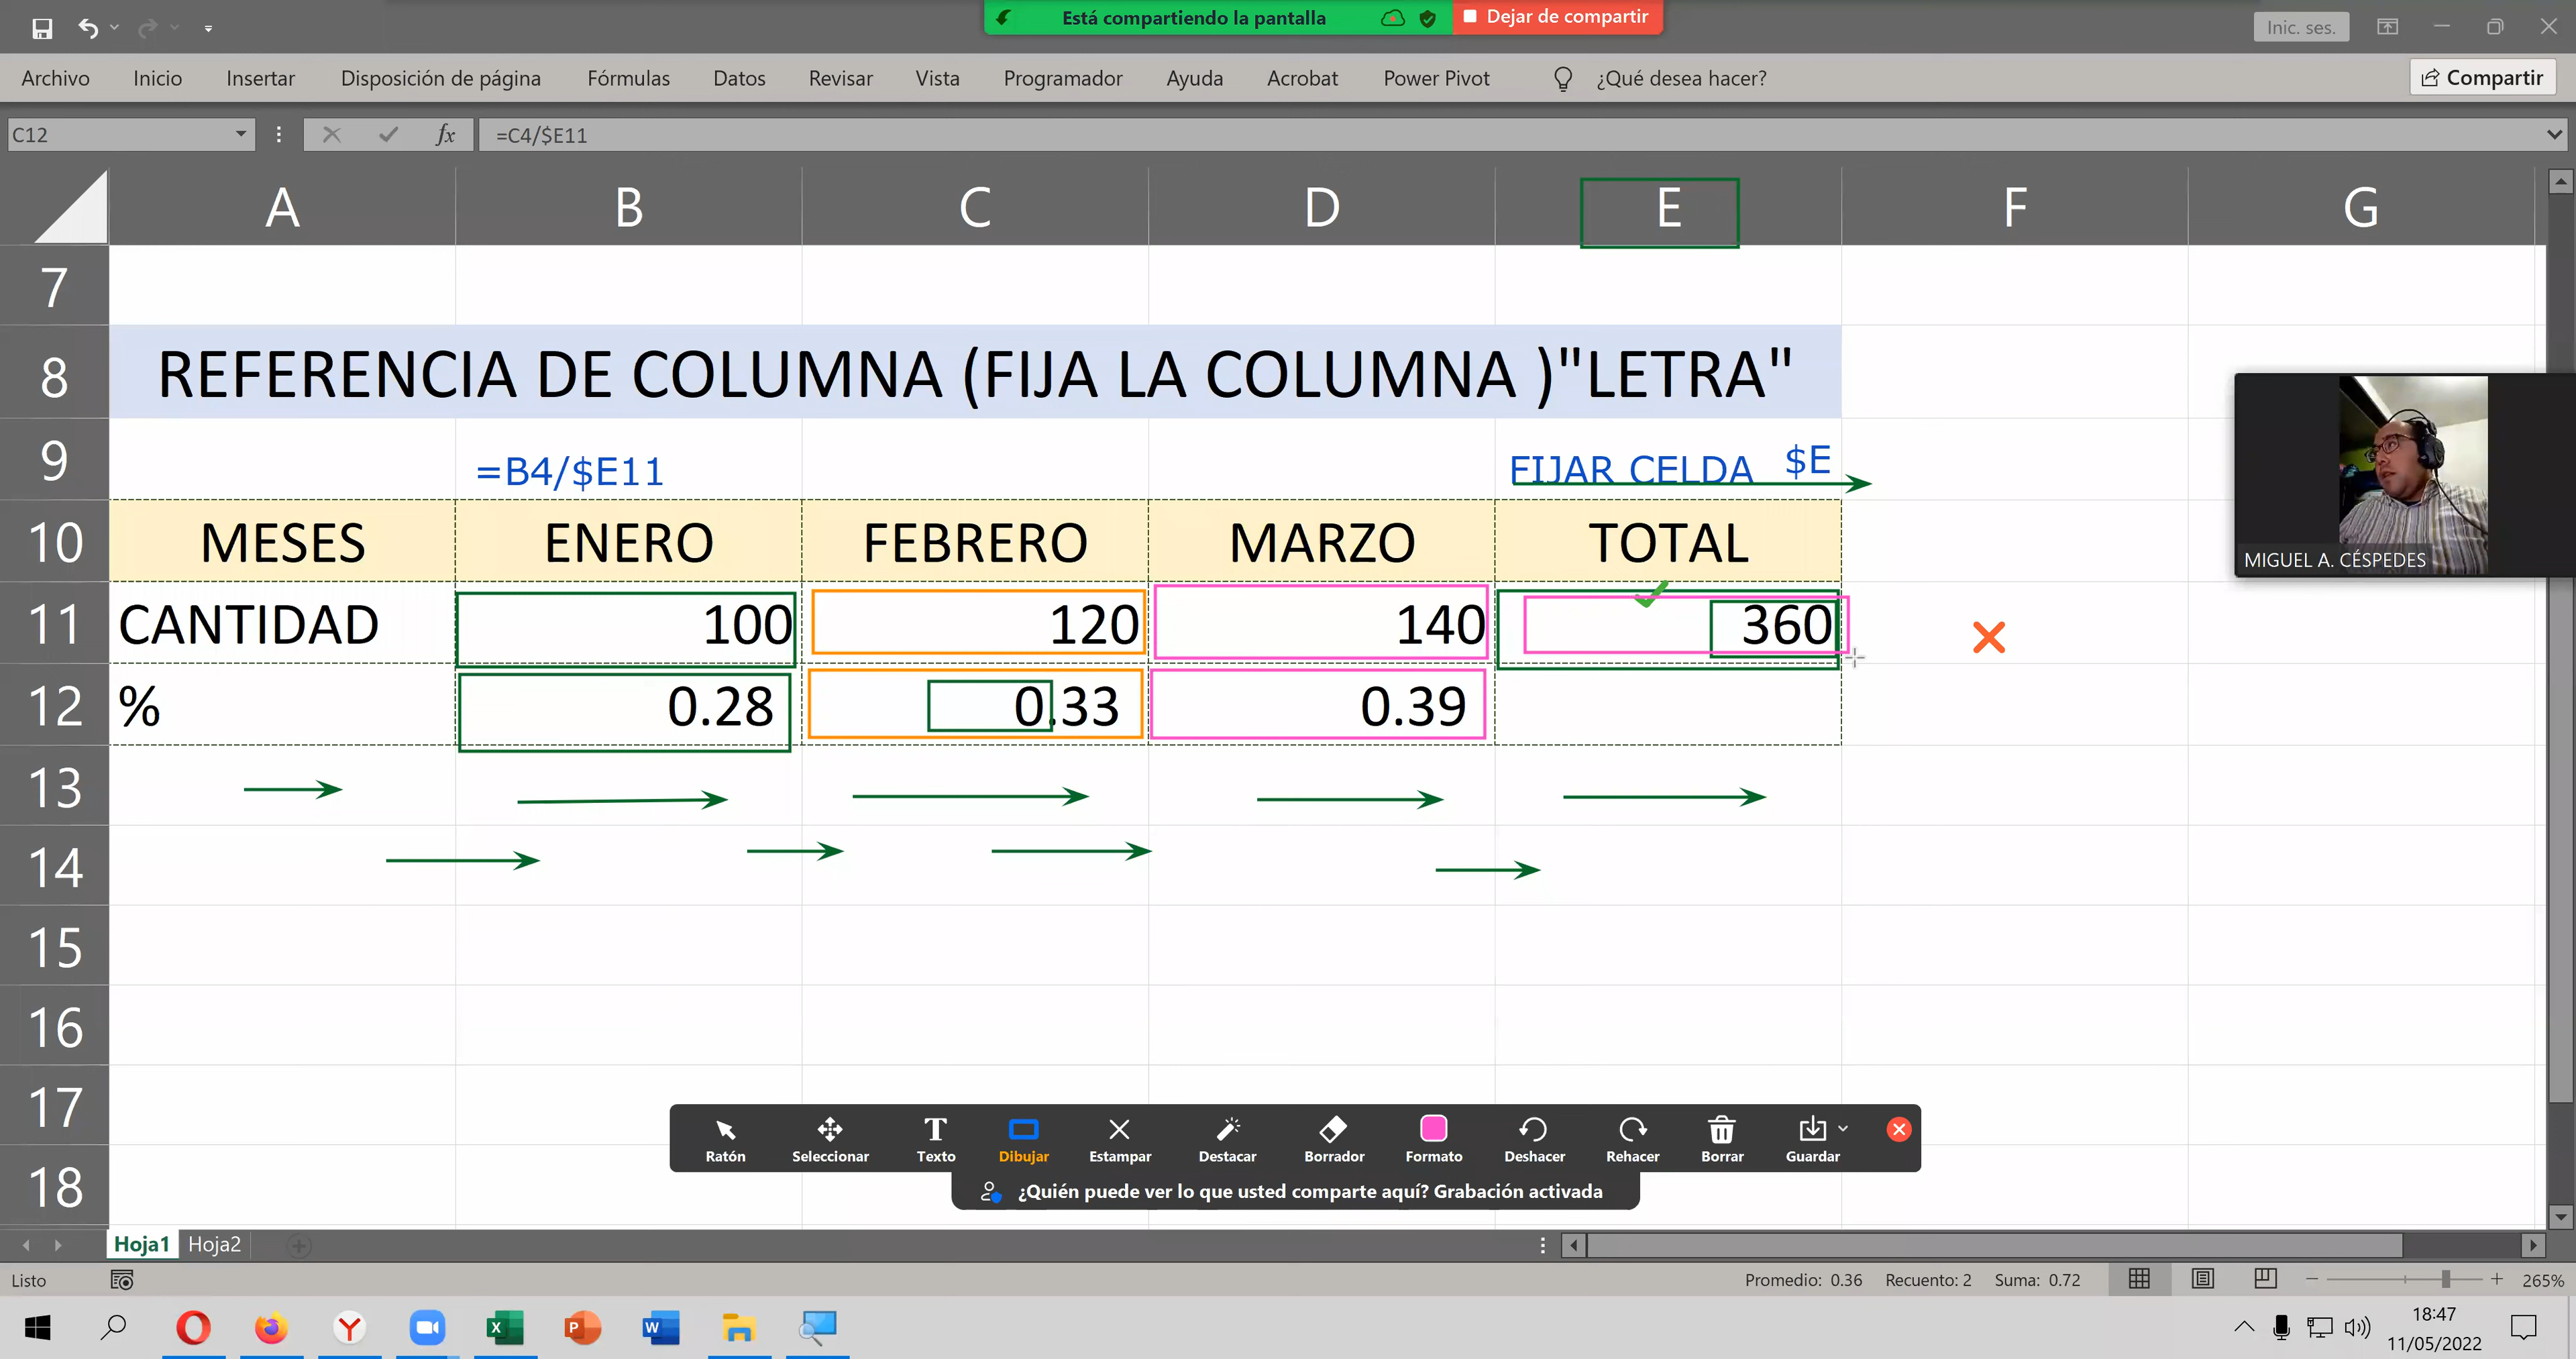 Está compartiendo la pantalla
Dejar de compartir
Inic. ses.
Archivo Inicio Insertar Disposición de página Fórmulas Datos Revisar Vista Programador Ayuda Acrobat Power Pivot ¿Qué desea hacer? Compartir
C12 fx =C4/$E11
A B C D E F G
7
8 REFERENCIA DE COLUMNA (FIJA LA COLUMNA )"LETRA"
9 =B4/$E11 FIJAR CELDA $E
10 MESES ENERO FEBRERO MARZO TOTAL
11 CANTIDAD 100 120 140 360
12 % 0.28 0.33 0.39
13
14
15
16
17
18
MIGUEL A. CÉSPEDES
Ratón Seleccionar Texto Dibujar Estampar Destacar Borrador Formato Deshacer Rehacer Borrar Guardar
¿Quién puede ver lo que usted comparte aquí? Grabación activada
Hoja1 Hoja2
Listo Promedio: 0.36 Recuento: 2 Suma: 0.72 265%
18:47
11/05/2022